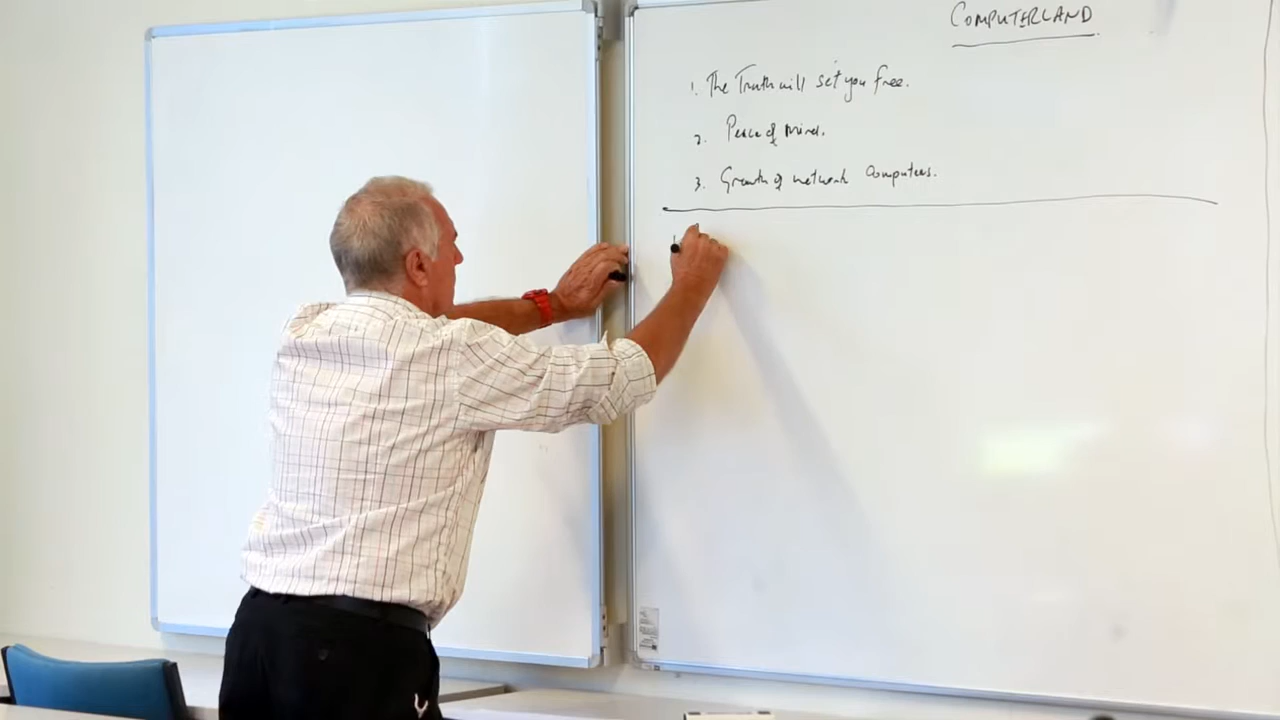 COMPUTERLAND
1. The Truth will set you free.
2. Peace of Mind.
3. Growth of network Computers.